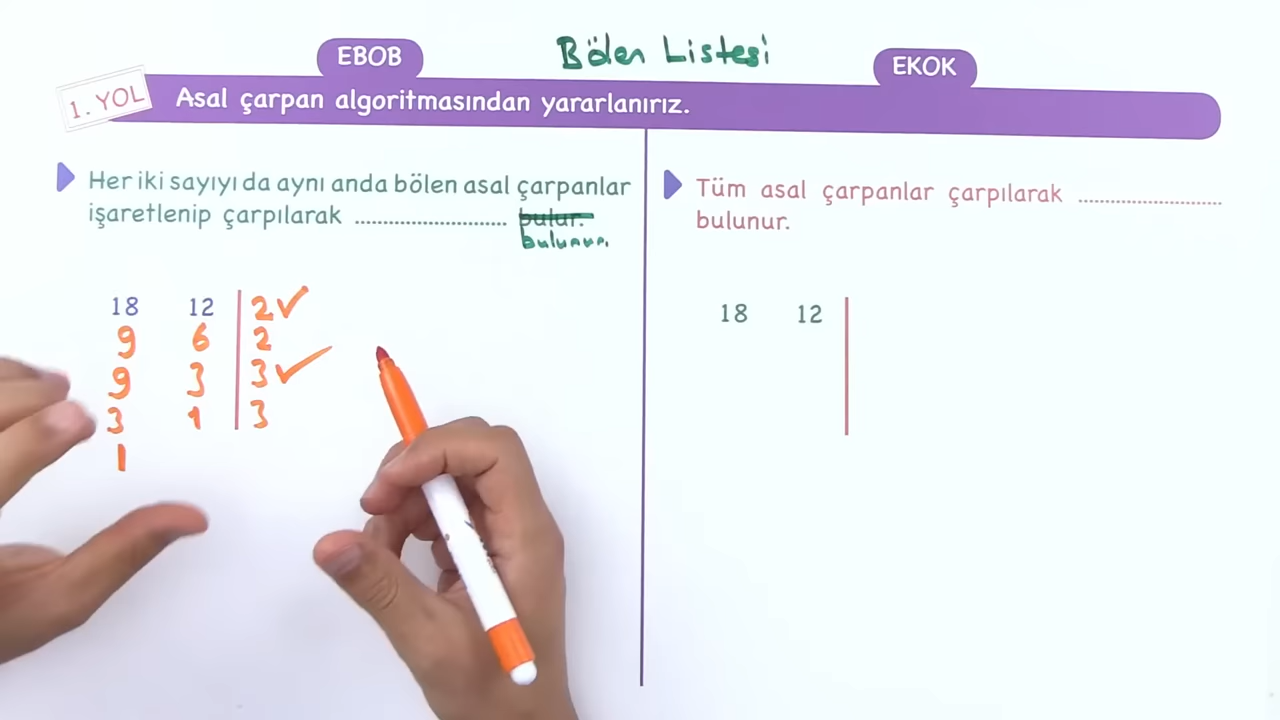 EBOB
Bölen Listesi
EKOK
1. YOL
Asal çarpan algoritmasından yararlanırız.
Her iki sayıyı da aynı anda bölen asal çarpanlar
işaretlenip çarpılarak .............................. bulur.
bulunur.
18 12 2 ✓
9 6 2
9 3 3 ✓
3 1 3
1
Tüm asal çarpanlar çarpılarak ..............................
bulunur.
18 12